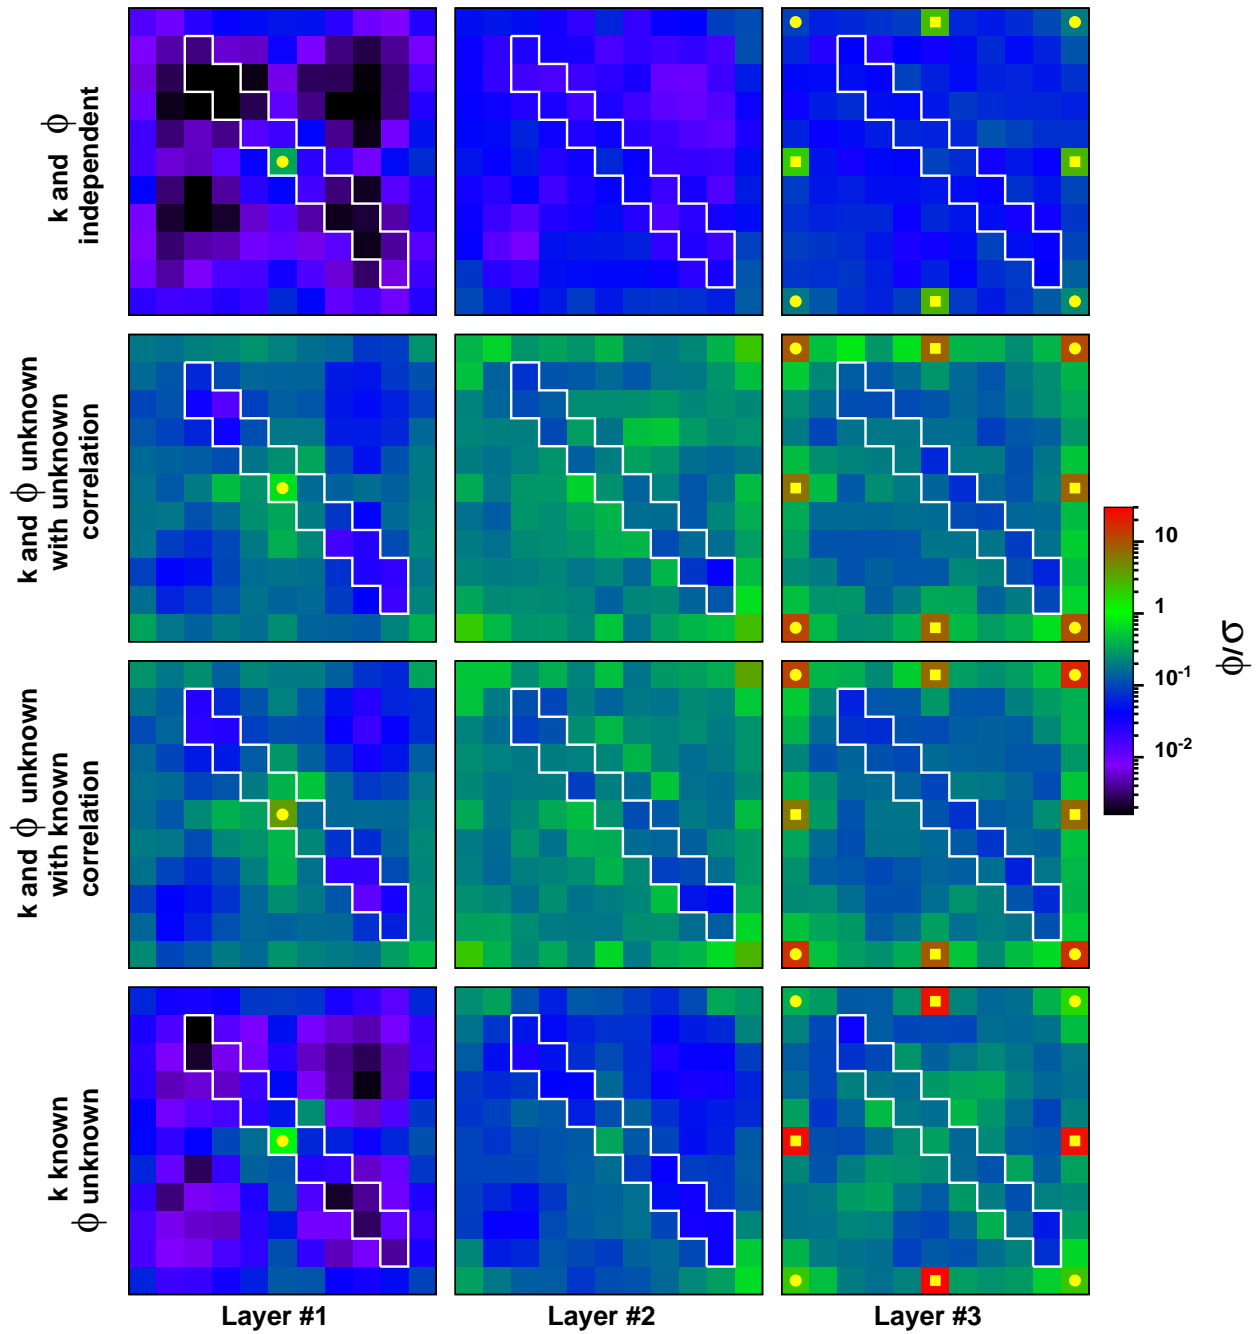 k and ϕ
independent
k and ϕ unknown
with unknown
correlation
k and ϕ unknown
with known
correlation
k known
ϕ unknown
10
1
10⁻¹
10⁻²
ϕ/σ
Layer #1
Layer #2
Layer #3